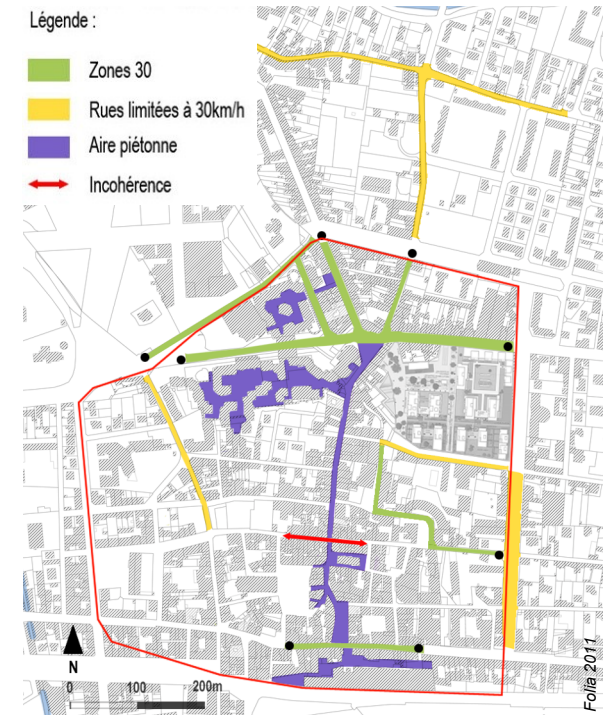 Légende :
Zones 30
Rues limitées à 30km/h
Aire piétonne
Incohérence
N
0 100 200m
Folia 2011